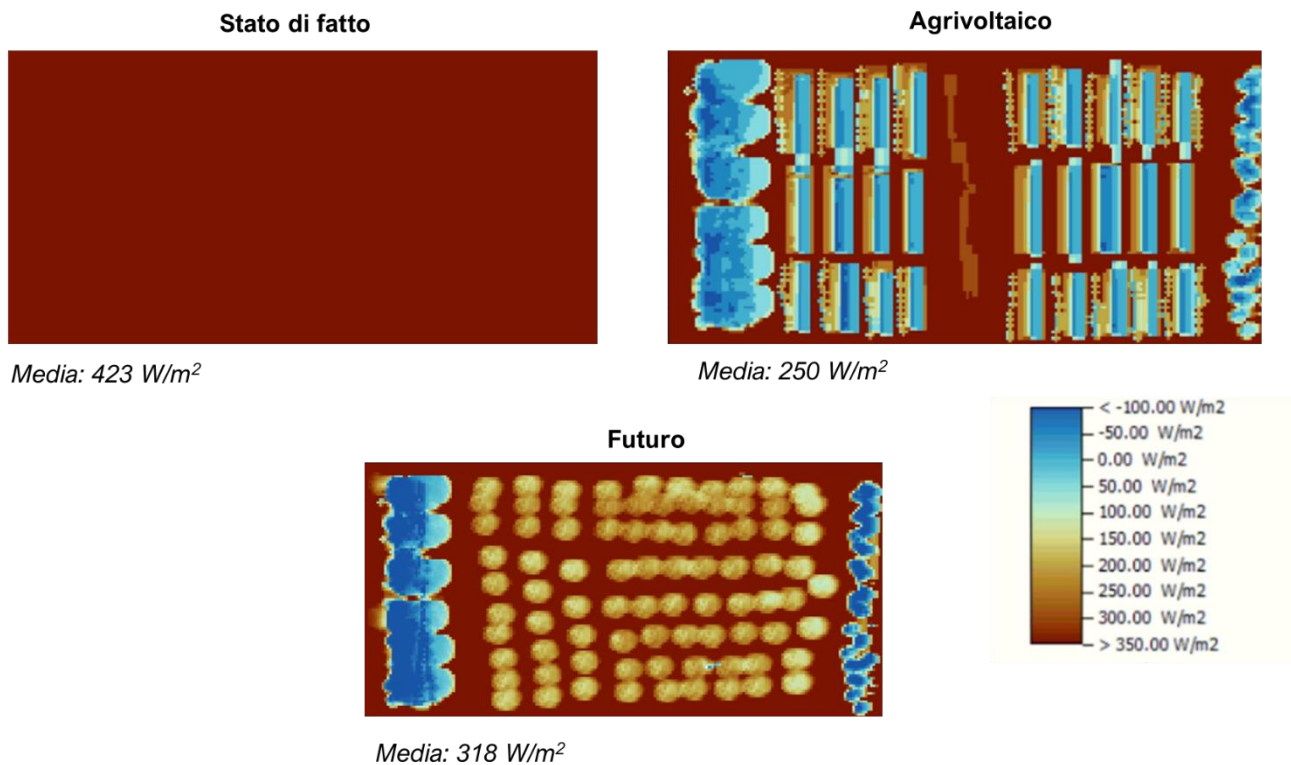 Stato di fatto
Agrivoltaico
Media: 423 W/m²
Media: 250 W/m²
Futuro
Media: 318 W/m²
< -100.00 W/m2
-50.00 W/m2
0.00 W/m2
50.00 W/m2
100.00 W/m2
150.00 W/m2
200.00 W/m2
250.00 W/m2
300.00 W/m2
> 350.00 W/m2